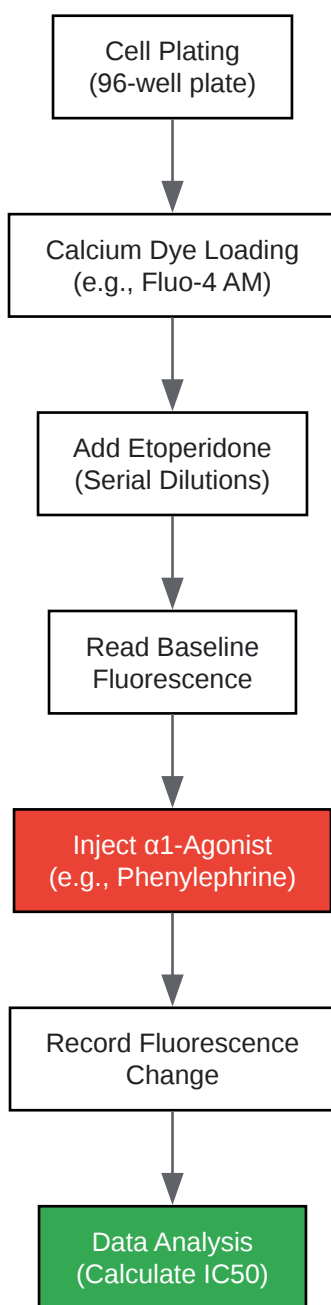 Cell Plating
(96-well plate)
Calcium Dye Loading
(e.g., Fluo-4 AM)
Add Etoperidone
(Serial Dilutions)
Read Baseline
Fluorescence
Inject α1-Agonist
(e.g., Phenylephrine)
Record Fluorescence
Change
Data Analysis
(Calculate IC50)